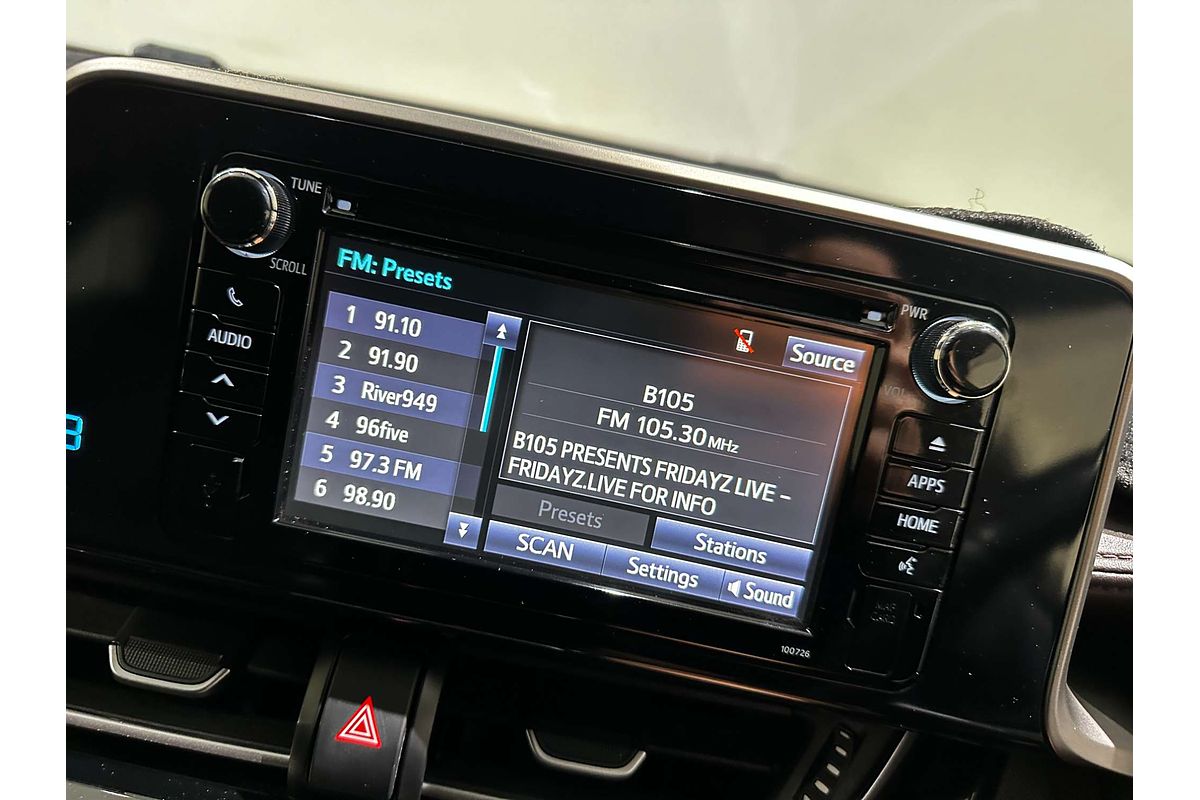 TUNE
SCROLL
AUDIO
FM: Presets
1 91.10
2 91.90
3 River949
4 96five
5 97.3 FM
6 98.90
Source
B105
FM 105.30 MHz
B105 PRESENTS FRIDAYZ LIVE –
FRIDAYZ.LIVE FOR INFO
Presets
Stations
SCAN
Settings
Sound
PWR
VOL
APPS
HOME
100726